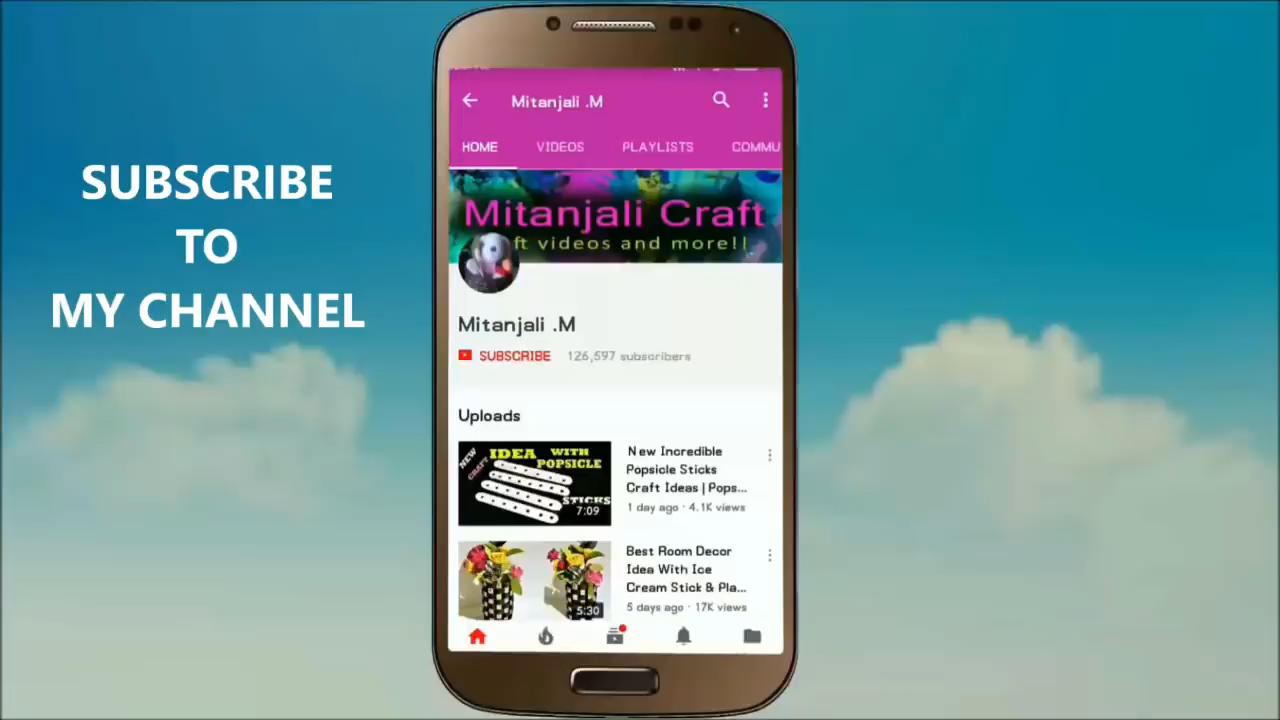 SUBSCRIBE
TO
MY CHANNEL
Mitanjali .M
HOME VIDEOS PLAYLISTS COMMU
Mitanjali Craft
ft videos and more!!
Mitanjali .M
SUBSCRIBE 126,597 subscribers
Uploads
NEW CRAFT IDEA WITH
POPSICLE
STICKS
7:09
New Incredible
Popsicle Sticks
Craft Ideas | Pops...
1 day ago · 4.1K views
5:30
Best Room Decor
Idea With Ice
Cream Stick & Pla...
5 days ago · 17K views